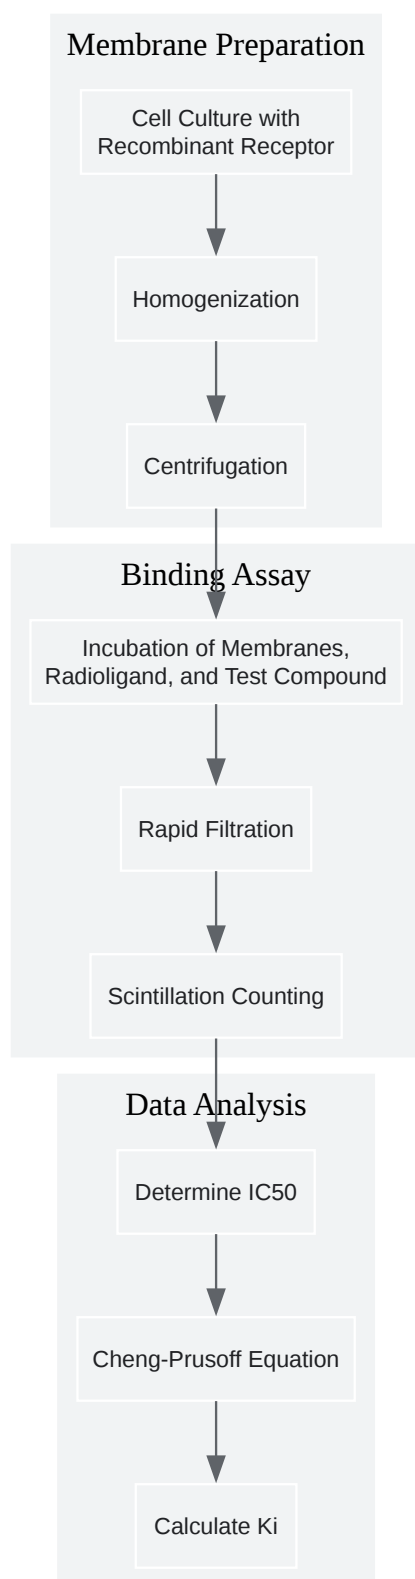 Membrane Preparation
Cell Culture with
Recombinant Receptor
Homogenization
Centrifugation
Binding Assay
Incubation of Membranes,
Radioligand, and Test Compound
Rapid Filtration
Scintillation Counting
Data Analysis
Determine IC50
Cheng-Prusoff Equation
Calculate Ki